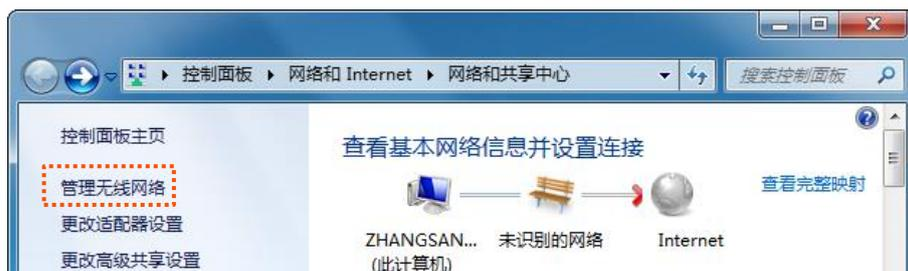 控制面板 ▸ 网络和 Internet ▸ 网络和共享中心
搜索控制面板
控制面板主页
管理无线网络
更改适配器设置
更改高级共享设置
查看基本网络信息并设置连接
查看完整映射
ZHANGSAN... 未识别的网络 Internet
(此计算机)